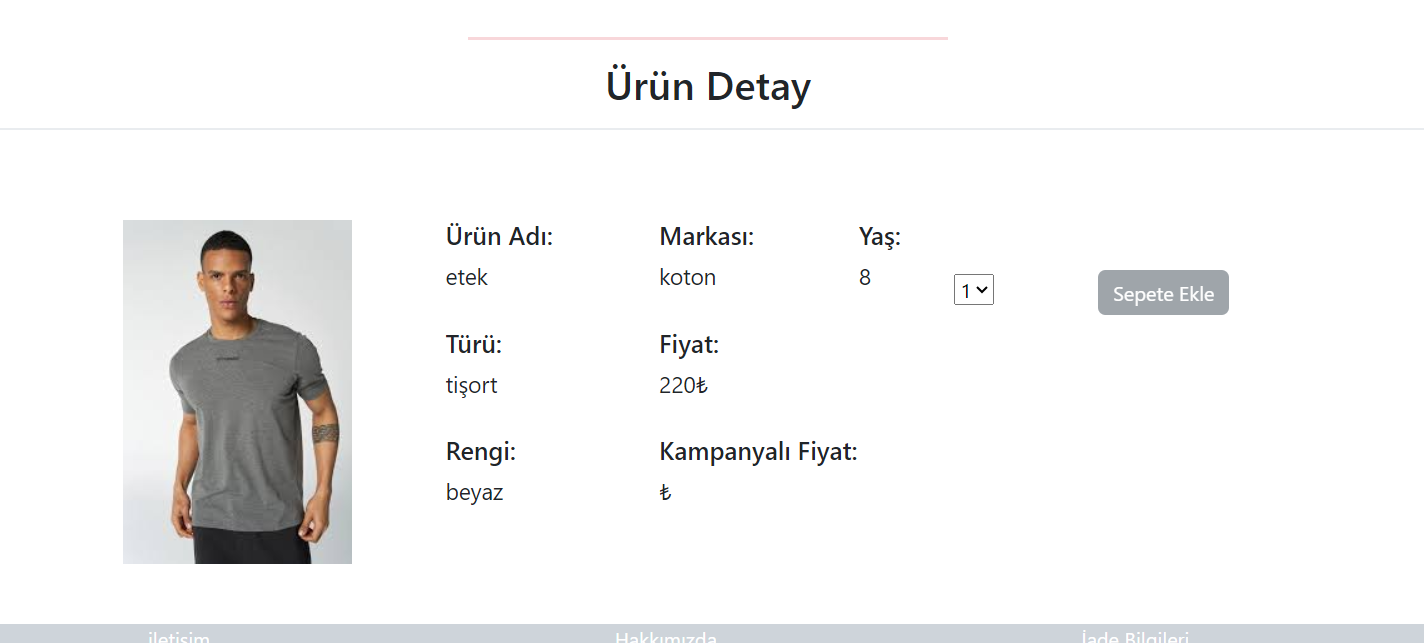 Ürün Detay
Ürün Adı:
etek
Markası:
koton
Yaş:
8
1
Sepete Ekle
Türü:
tişort
Fiyat:
220₺
Rengi:
beyaz
Kampanyalı Fiyat:
₺
iletişim
Hakkımızda
İade Bilgileri